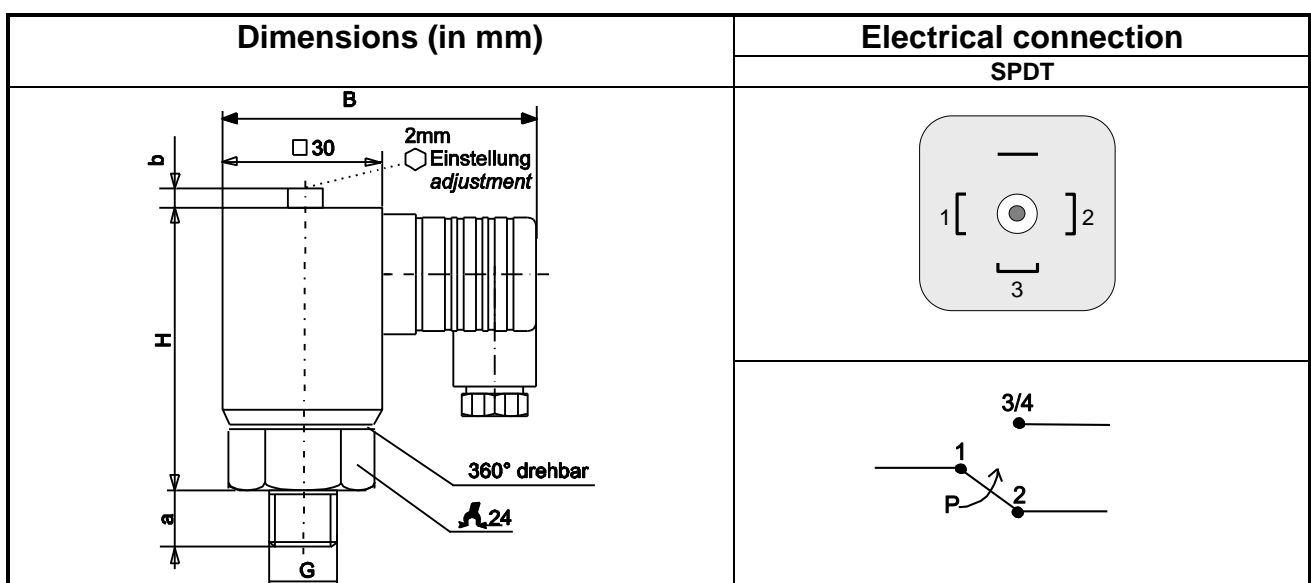 Dimensions (in mm)
Electrical connection
SPDT
B
2mm
30
Einstellung
adjustment
b
H
a
G
360° drehbar
24
1
2
3
3/4
1
P
2